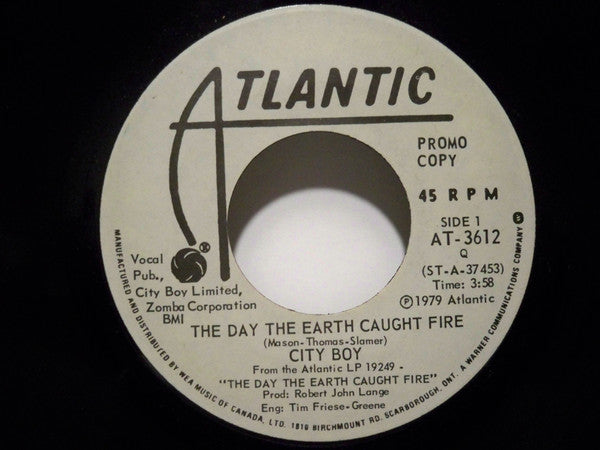 ATLANTIC
PROMO
COPY
45 RPM
SIDE 1
AT-3612
Q
(ST-A-37453)
Time: 3:58
Ⓟ1979 Atlantic
®
Vocal
Pub.,
City Boy Limited,
Zomba Corporation
BMI
THE DAY THE EARTH CAUGHT FIRE
(Mason-Thomas-Slamer)
CITY BOY
From the Atlantic LP 19249 -
"THE DAY THE EARTH CAUGHT FIRE"
Prod: Robert John Lange
Eng: Tim Friese-Greene
MANUFACTURED AND DISTRIBUTED BY WEA MUSIC OF CANADA, LTD. 1810 BIRCHMOUNT RD. SCARBOROUGH, ONT. A WARNER COMMUNICATIONS COMPANY